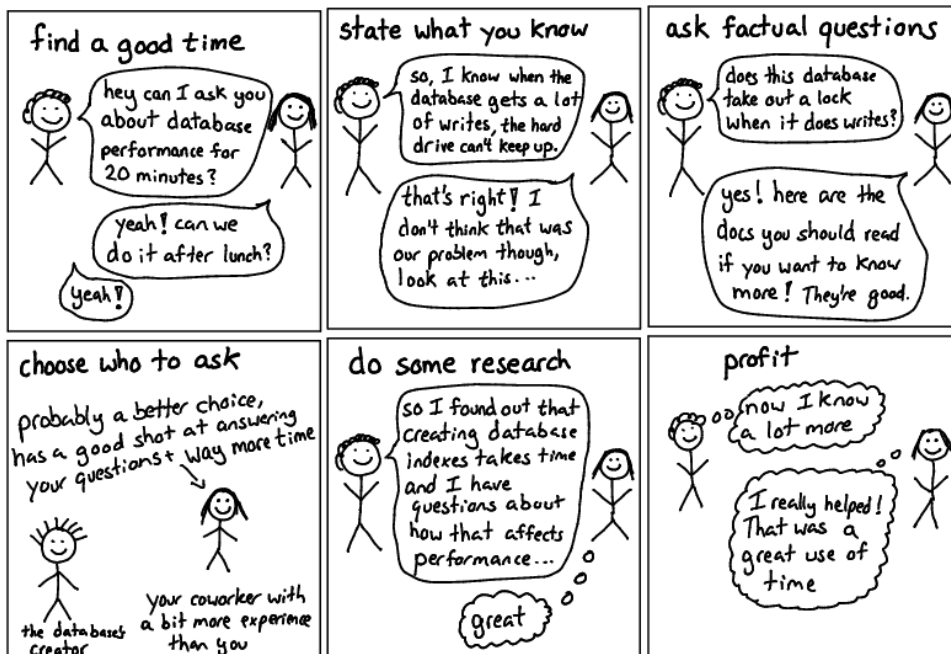 find a good time
hey can I ask you
about database
performance for
20 minutes?
yeah! can we
do it after lunch?
yeah!
state what you know
so, I know when the
database gets a lot
of writes, the hard
drive can't keep up.
that's right! I
don't think that was
our problem though,
look at this...
ask factual questions
does this database
take out a lock
when it does writes?
yes! here are the
docs you should read
if you want to know
more! They're good.
choose who to ask
probably a better choice,
has a good shot at answering
your questions + way more time
the database's
creator
your coworker with
a bit more experience
than you
do some research
so I found out that
creating database
indexes takes time
and I have
questions about
how that affects
performance...
great
profit
now I know
a lot more
I really helped!
That was a
great use of
time